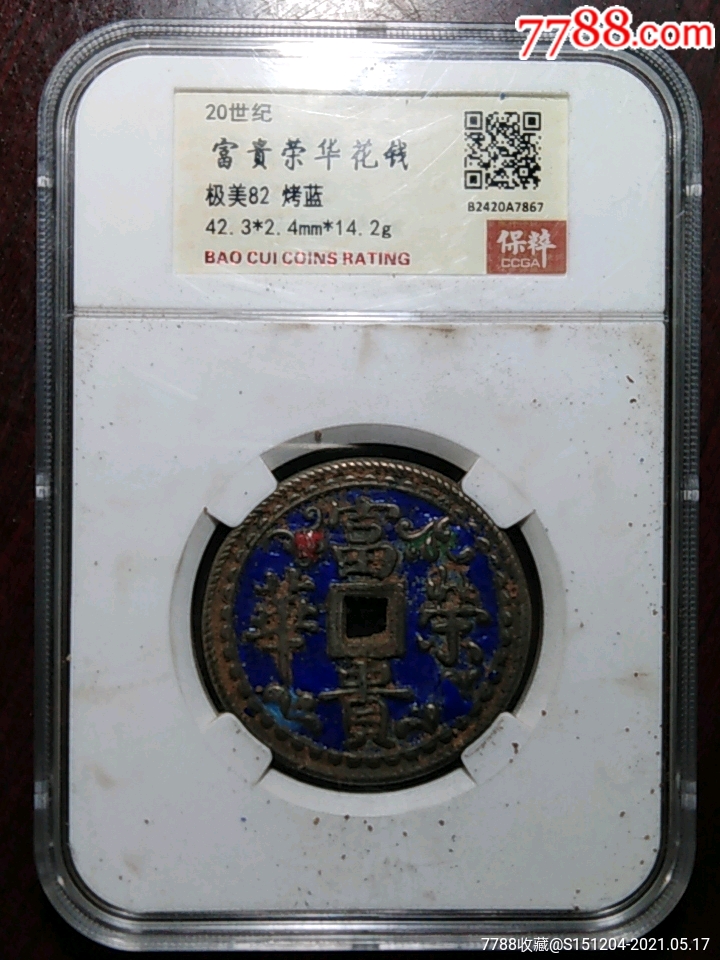 7788.com
20世纪
富贵荣华花钱
极美82 烤蓝
42.3*2.4mm*14.2g
BAO CUI COINS RATING
B2420A7867
保粹
CCGA
富
華 榮
貴
7788收藏@S151204-2021.05.17